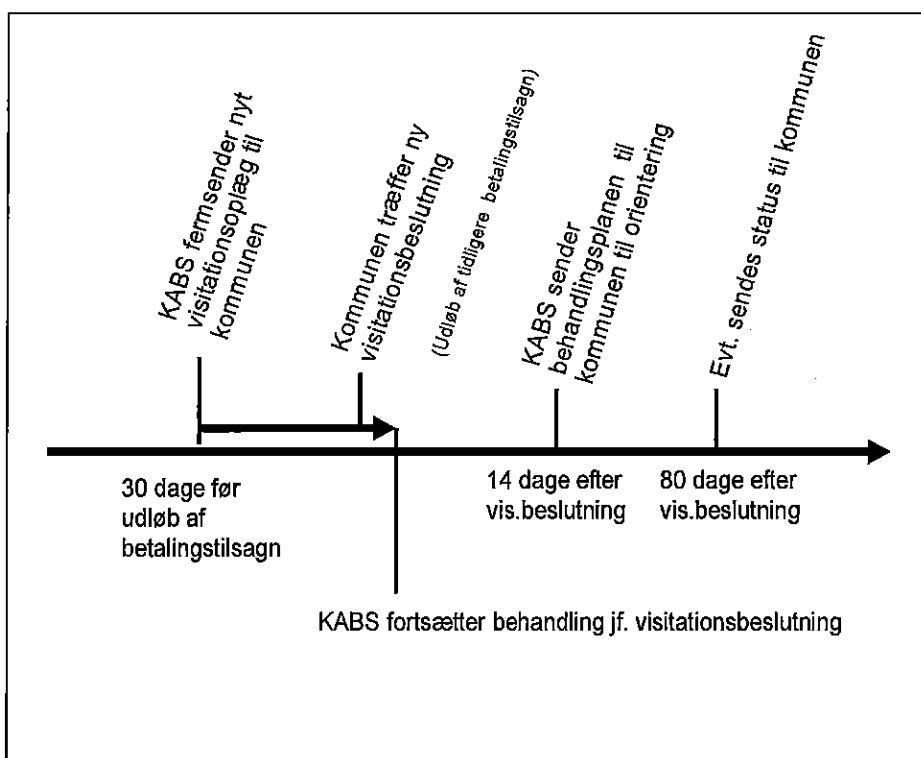 KABS fermsender nyt
visitationsoplæg til
kommunen
Kommunen træffer ny
visitationsbeslutning
(Udløb af tidligere betalingstilsagn)
KABS sender
behandlingsplanen til
kommunen til orientering
Evt. sendes status til kommunen
30 dage før
udløb af
betalingstilsagn
14 dage efter
vis.beslutning
80 dage efter
vis.beslutning
KABS fortsætter behandling jf. visitationsbeslutning